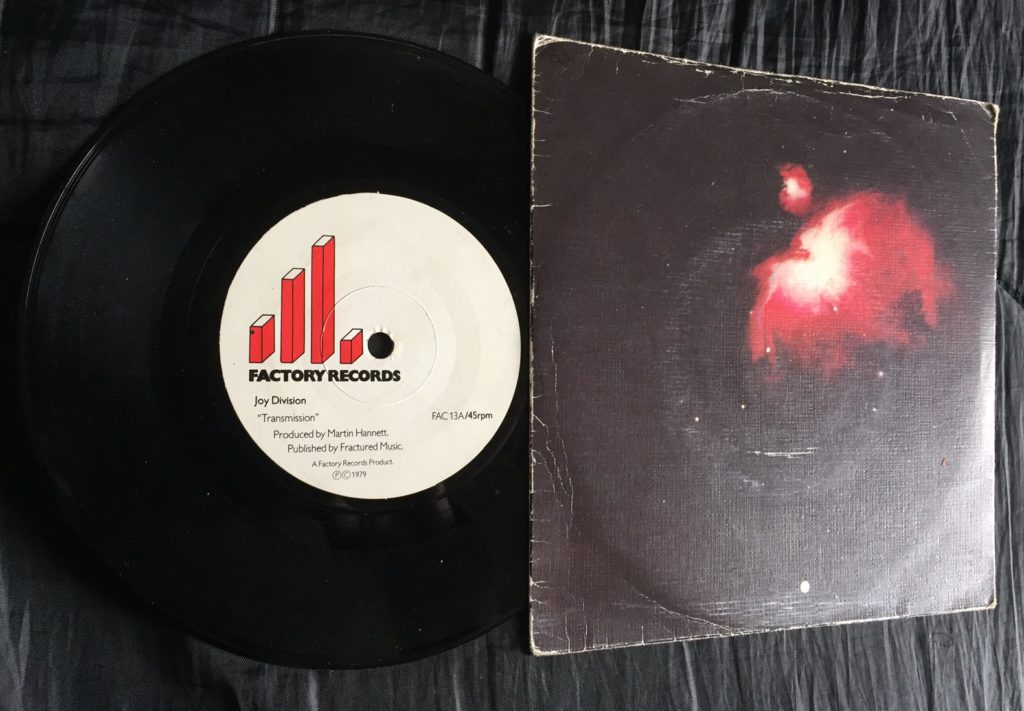 FACTORY RECORDS
Joy Division
“Transmission”
FAC 13A/45rpm
Produced by Martin Hannett.
Published by Fractured Music.
A Factory Records Product.
℗©1979